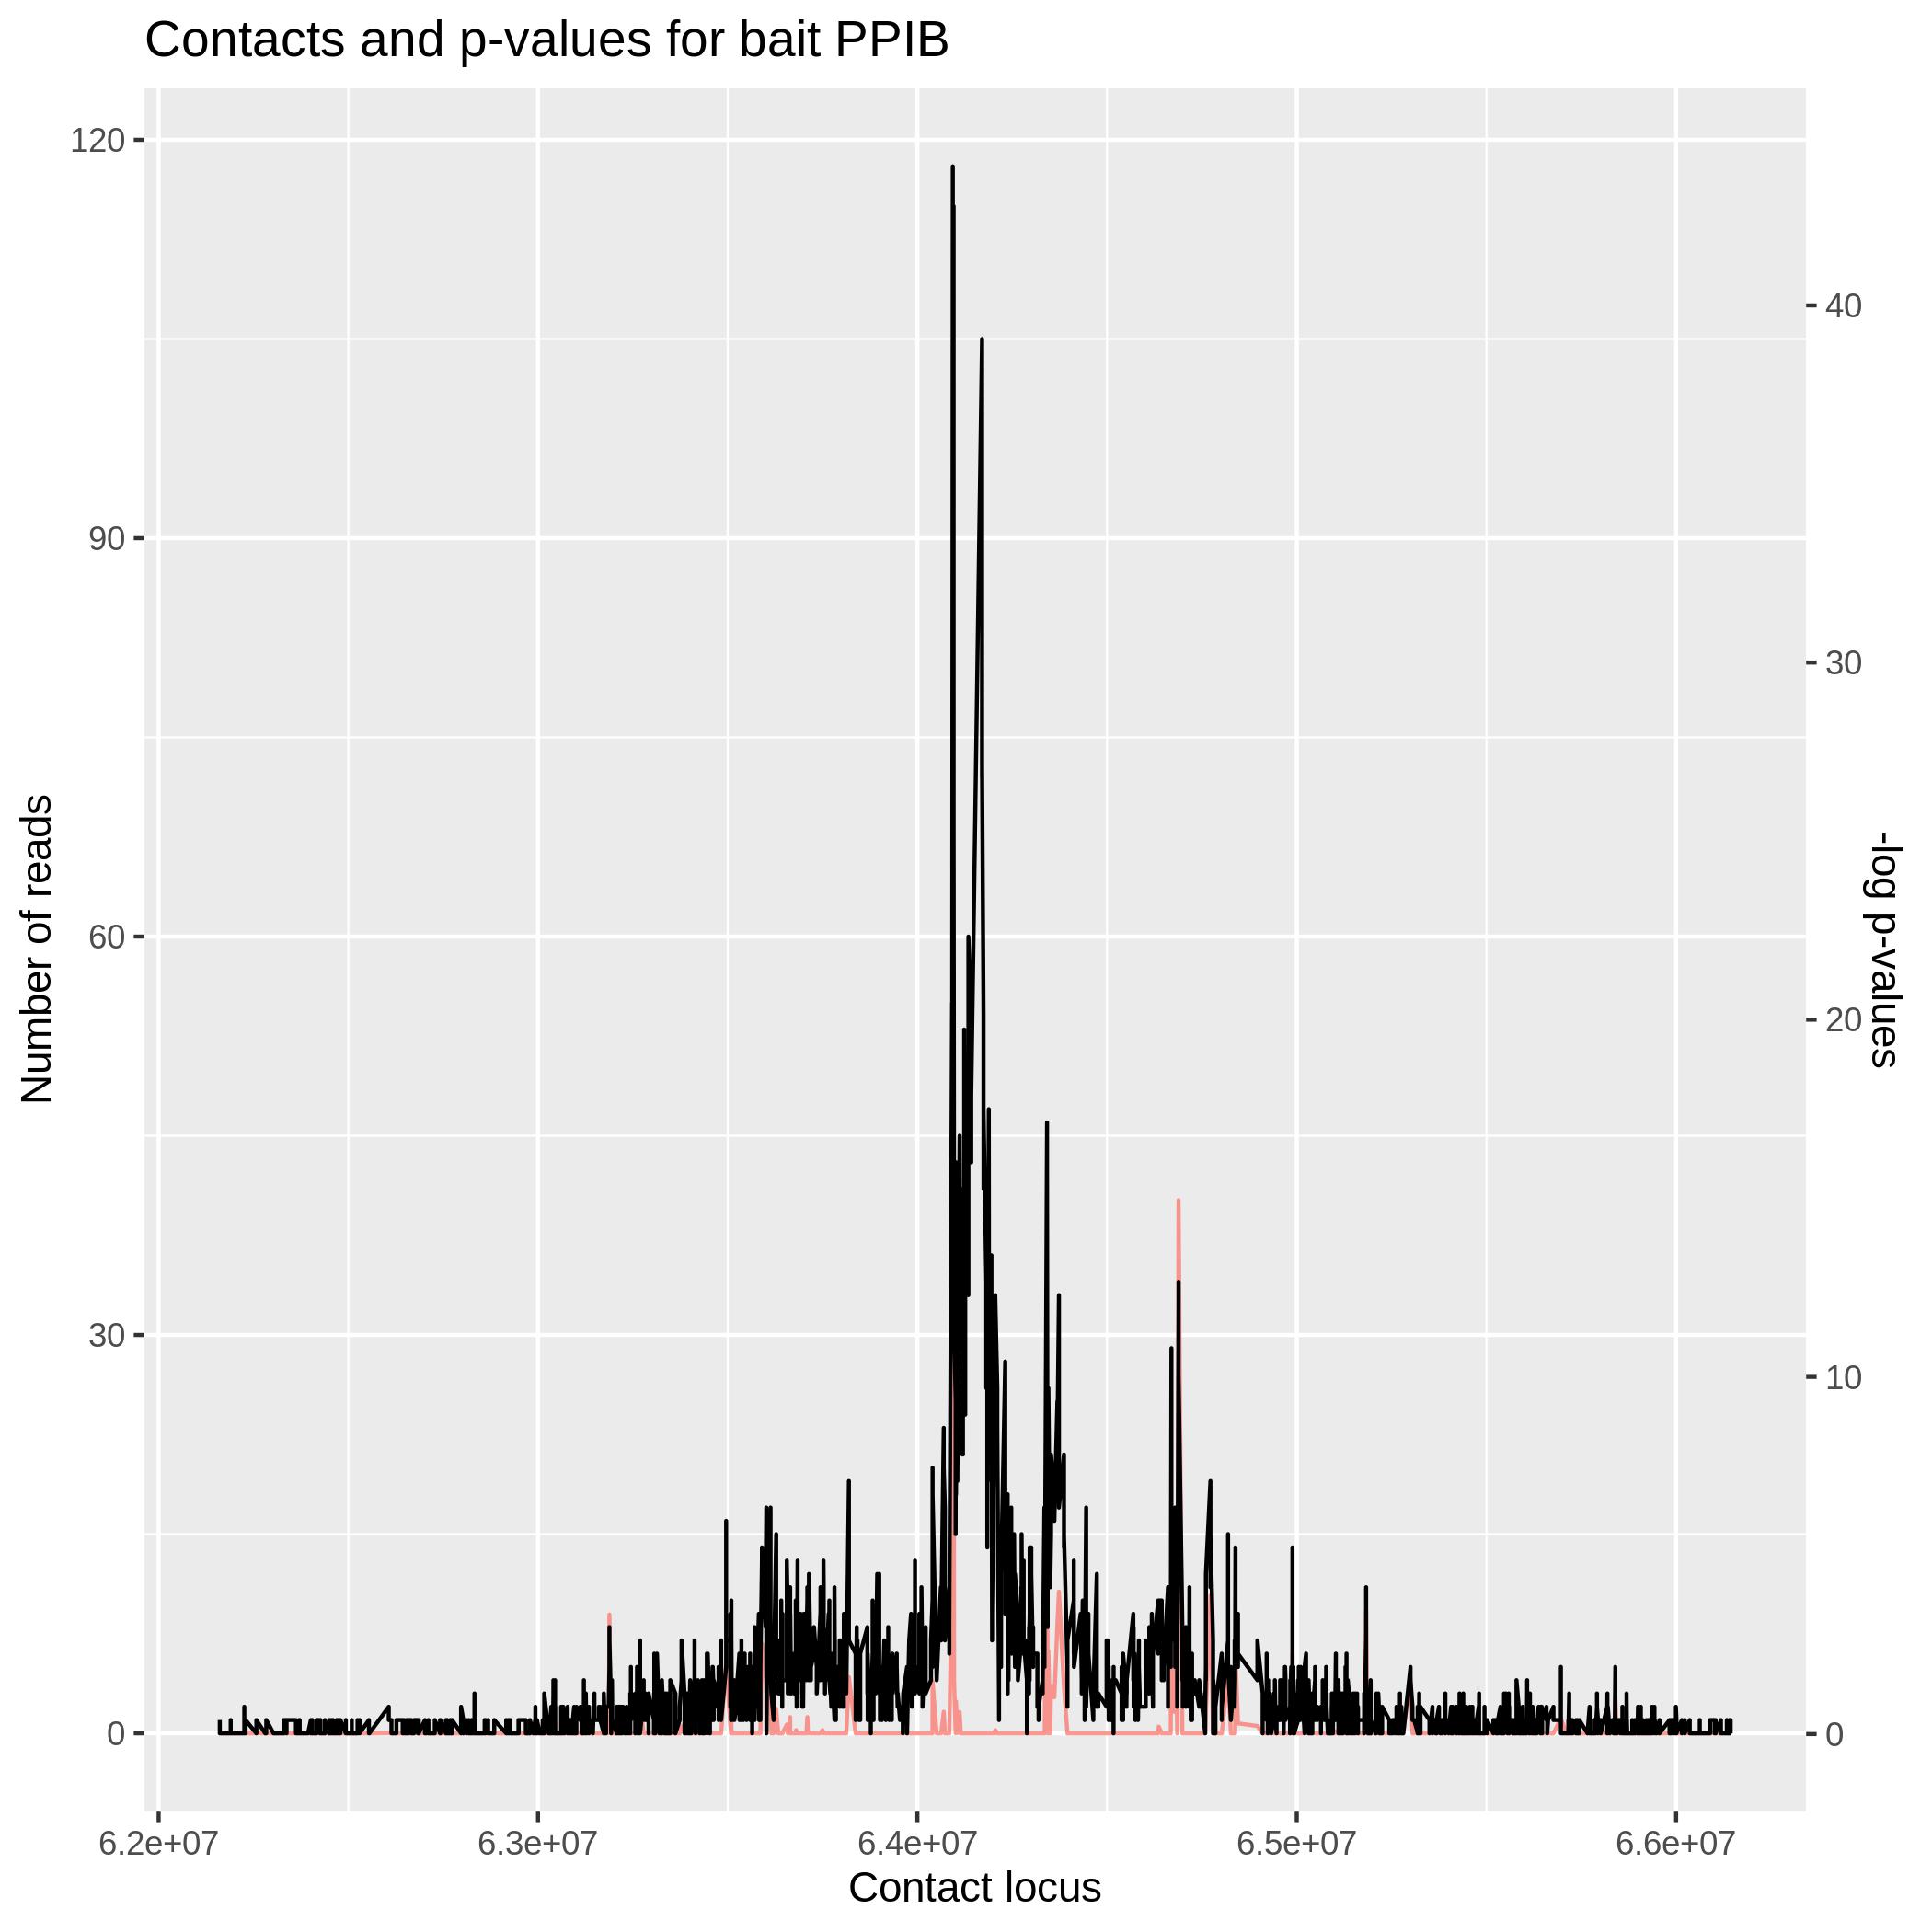 Contacts and p-values for bait PPIB
120
90
60
30
0
Number of reads
40
30
20
10
0
-log p-values
6.2e+07
6.3e+07
6.4e+07
6.5e+07
6.6e+07
Contact locus